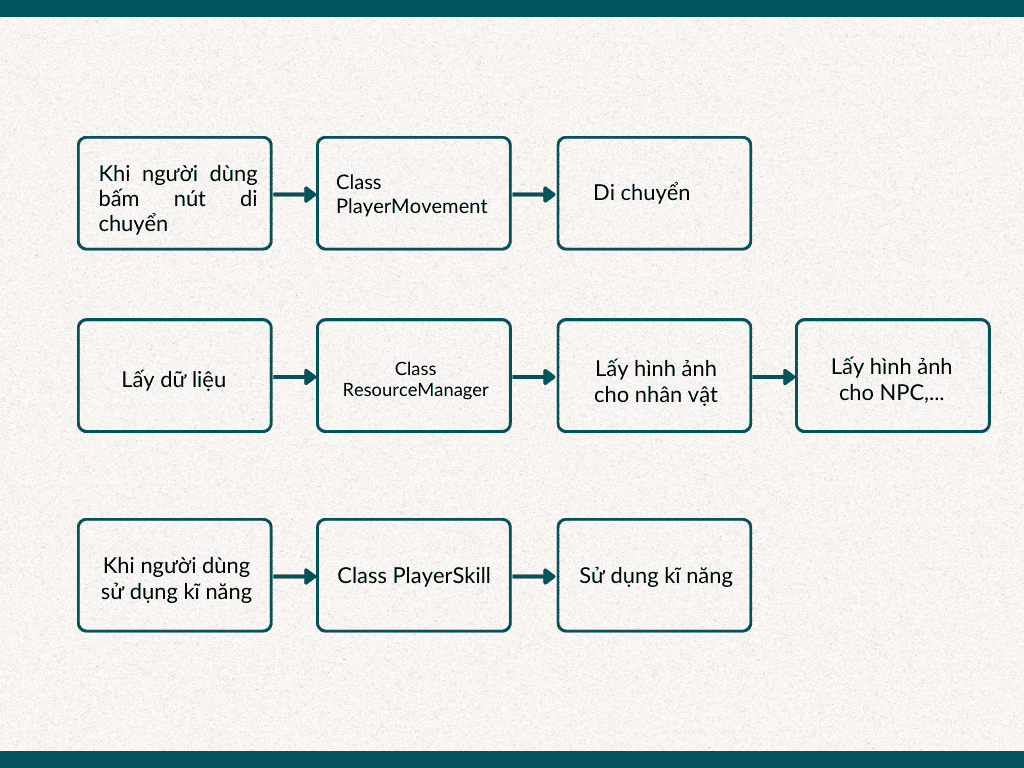 Khi người dùng
bấm nút di
chuyển
Class
PlayerMovement
Di chuyển
Lấy dữ liệu
Class
ResourceManager
Lấy hình ảnh
cho nhân vật
Lấy hình ảnh
cho NPC,...
Khi người dùng
sử dụng kĩ năng
Class PlayerSkill
Sử dụng kĩ năng